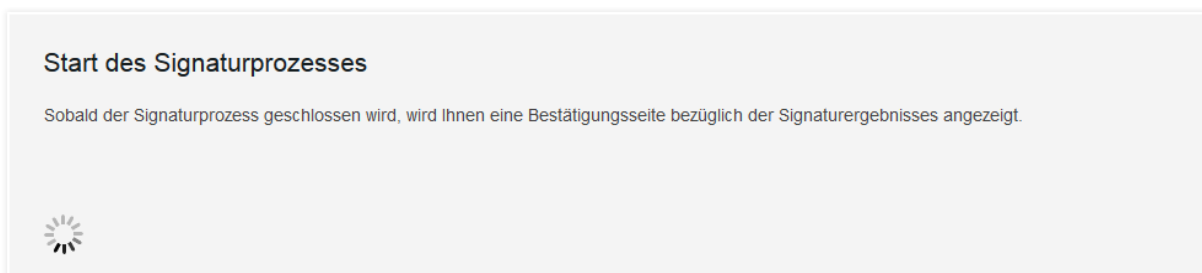 Start des Signaturprozesses
Sobald der Signaturprozess geschlossen wird, wird Ihnen eine Bestätigungsseite bezüglich der Signaturergebnisses angezeigt.